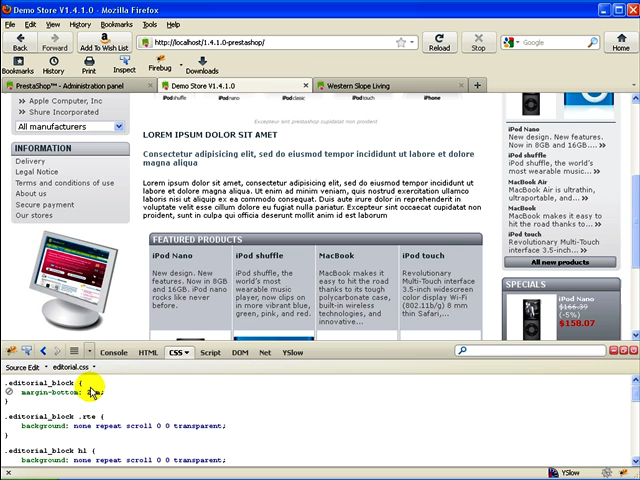 Demo Store V1.4.1.0 - Mozilla Firefox
File Edit View History Bookmarks Tools Help
Back Forward Add To Wish List http://localhost/1.4.1.0-prestashop/ Reload Stop Google Home
Bookmarks History Print Inspect Firebug Downloads
PrestaShop™ - Administration panel Demo Store V1.4.1.0 Western Slope Living
Apple Computer, Inc
Shure Incorporated
All manufacturers
INFORMATION
Delivery
Legal Notice
Terms and conditions of use
About us
Secure payment
Our stores
iPodshuffle iPodnano iPodclassic iPodtouch iPhone
Excepteur sint prestashop cupidatat non proident
LOREM IPSUM DOLOR SIT AMET
Consectetur adipisicing elit, sed do eiusmod tempor incididunt ut labore et dolore
magna aliqua
Lorem ipsum dolor sit amet, consectetur adipisicing elit, sed do eiusmod tempor incididunt ut labore et dolore magna aliqua. Ut enim ad minim veniam, quis nostrud exercitation ullamco laboris nisi ut aliquip ex ea commodo consequat. Duis aute irure dolor in reprehenderit in voluptate velit esse cillum dolore eu fugiat nulla pariatur. Excepteur sint occaecat cupidatat non proident, sunt in culpa qui officia deserunt mollit anim id est laborum
FEATURED PRODUCTS
iPod Nano
New design. New features. Now in 8GB and 16GB. iPod nano rocks like never before.
iPod shuffle
iPod shuffle, the world's most wearable music player, now clips on in more vibrant blue, green, pink, and red.
MacBook
MacBook makes it easy to hit the road thanks to its tough polycarbonate case, built-in wireless technologies, and innovative...
iPod touch
Revolutionary Multi-Touch interface 3.5-inch widescreen color display Wi-Fi (802.11b/g) 8 mm thin Safari,...
iPod Nano
New design. New features.
Now in 8GB and 16GB....
iPod shuffle
iPod shuffle, the world's
most wearable music...
MacBook Air
MacBook Air is ultrathin,
ultraportable, and...
MacBook
MacBook makes it easy to
hit the road thanks to...
iPod touch
Revolutionary Multi-Touch
interface 3.5-inch...
All new products
SPECIALS
iPod Nano
$166.39
(-5%)
$158.07
Console HTML CSS Script DOM Net YSlow
Source Edit editorial.css
.editorial_block {
margin-bottom:
}
.editorial_block .rte {
background: none repeat scroll 0 0 transparent;
}
.editorial_block h1 {
background: none repeat scroll 0 0 transparent;
YSlow